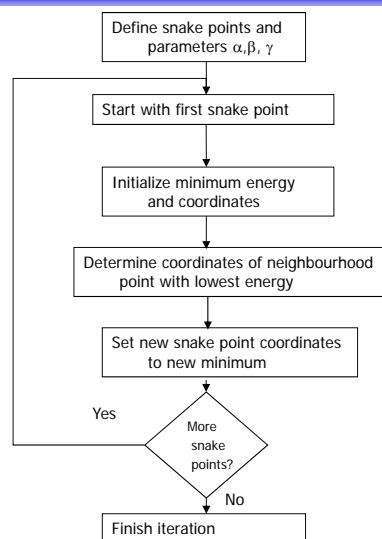 Define snake points and
parameters α,β, γ
Start with first snake point
Initialize minimum energy
and coordinates
Determine coordinates of neighbourhood
point with lowest energy
Set new snake point coordinates
to new minimum
Yes
More
snake
points?
No
Finish iteration